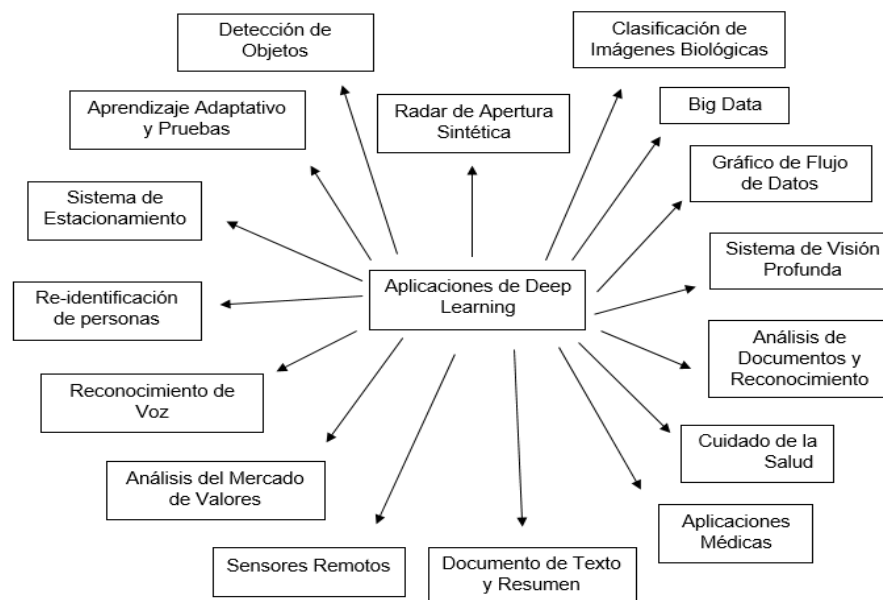 Detección de
Objetos
Clasificación de
Imágenes Biológicas
Aprendizaje Adaptativo
y Pruebas
Radar de Apertura
Sintética
Big Data
Gráfico de Flujo
de Datos
Sistema de
Estacionamiento
Sistema de Visión
Profunda
Aplicaciones de Deep
Learning
Re-identificación
de personas
Análisis de
Documentos y
Reconocimiento
Reconocimiento de
Voz
Cuidado de la
Salud
Análisis del Mercado
de Valores
Aplicaciones
Médicas
Sensores Remotos
Documento de Texto
y Resumen